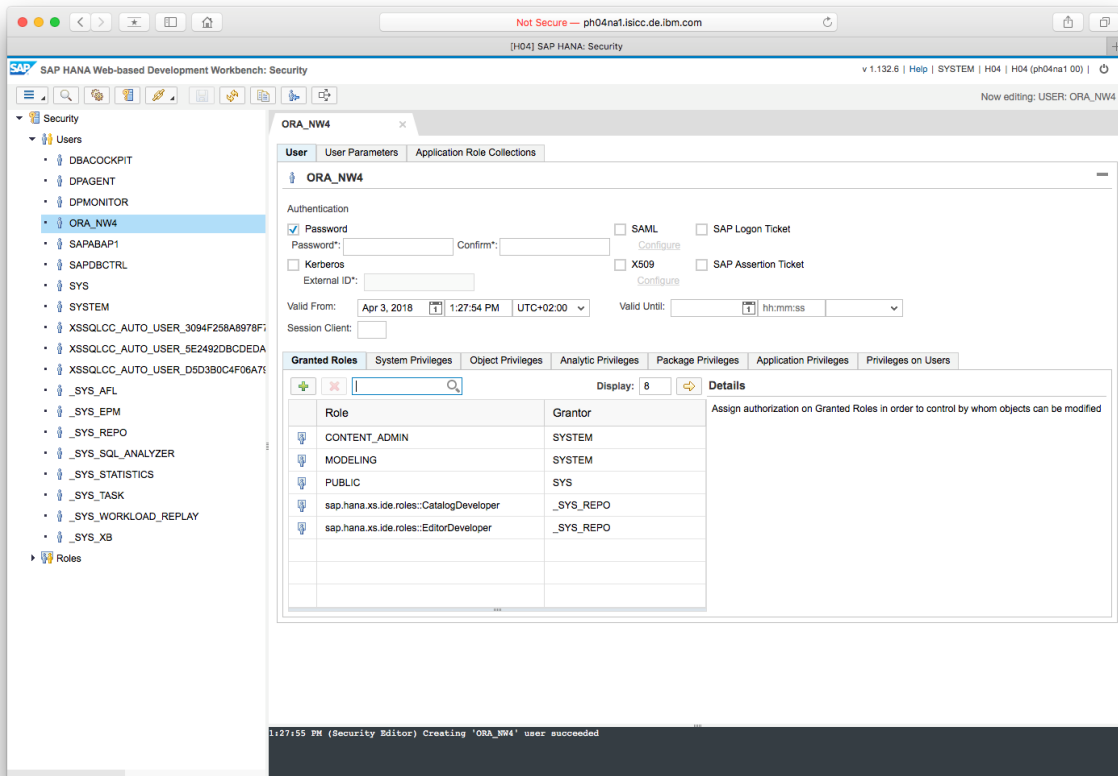 Not Secure — ph04na1.isicc.de.ibm.com
[H04] SAP HANA: Security
SAP SAP HANA Web-based Development Workbench: Security
v 1.132.6 | Help | SYSTEM | H04 | H04 (ph04na1 00) |
Now editing: USER: ORA_NW4
Security
Users
DBACOCKPIT
DPAGENT
DPMONITOR
ORA_NW4
SAPABAP1
SAPDBCTRL
SYS
SYSTEM
XSSQLCC_AUTO_USER_3094F258A8978F7
XSSQLCC_AUTO_USER_5E2492DBCDEDA
XSSQLCC_AUTO_USER_D5D3B0C4F06A79
_SYS_AFL
_SYS_EPM
_SYS_REPO
_SYS_SQL_ANALYZER
_SYS_STATISTICS
_SYS_TASK
_SYS_WORKLOAD_REPLAY
_SYS_XB
Roles
ORA_NW4
User User Parameters Application Role Collections
ORA_NW4
Authentication
Password SAML SAP Logon Ticket
Password*: Confirm*: Configure
Kerberos X509 SAP Assertion Ticket
External ID*: Configure
Valid From: Apr 3, 2018 1 1:27:54 PM UTC+02:00 Valid Until: 1 hh:mm:ss
Session Client:
Granted Roles System Privileges Object Privileges Analytic Privileges Package Privileges Application Privileges Privileges on Users
Display: 8 Details
Role Grantor Assign authorization on Granted Roles in order to control by whom objects can be modified
CONTENT_ADMIN SYSTEM
MODELING SYSTEM
PUBLIC SYS
sap.hana.xs.ide.roles::CatalogDeveloper _SYS_REPO
sap.hana.xs.ide.roles::EditorDeveloper _SYS_REPO
1:27:55 PM (Security Editor) Creating 'ORA_NW4' user succeeded